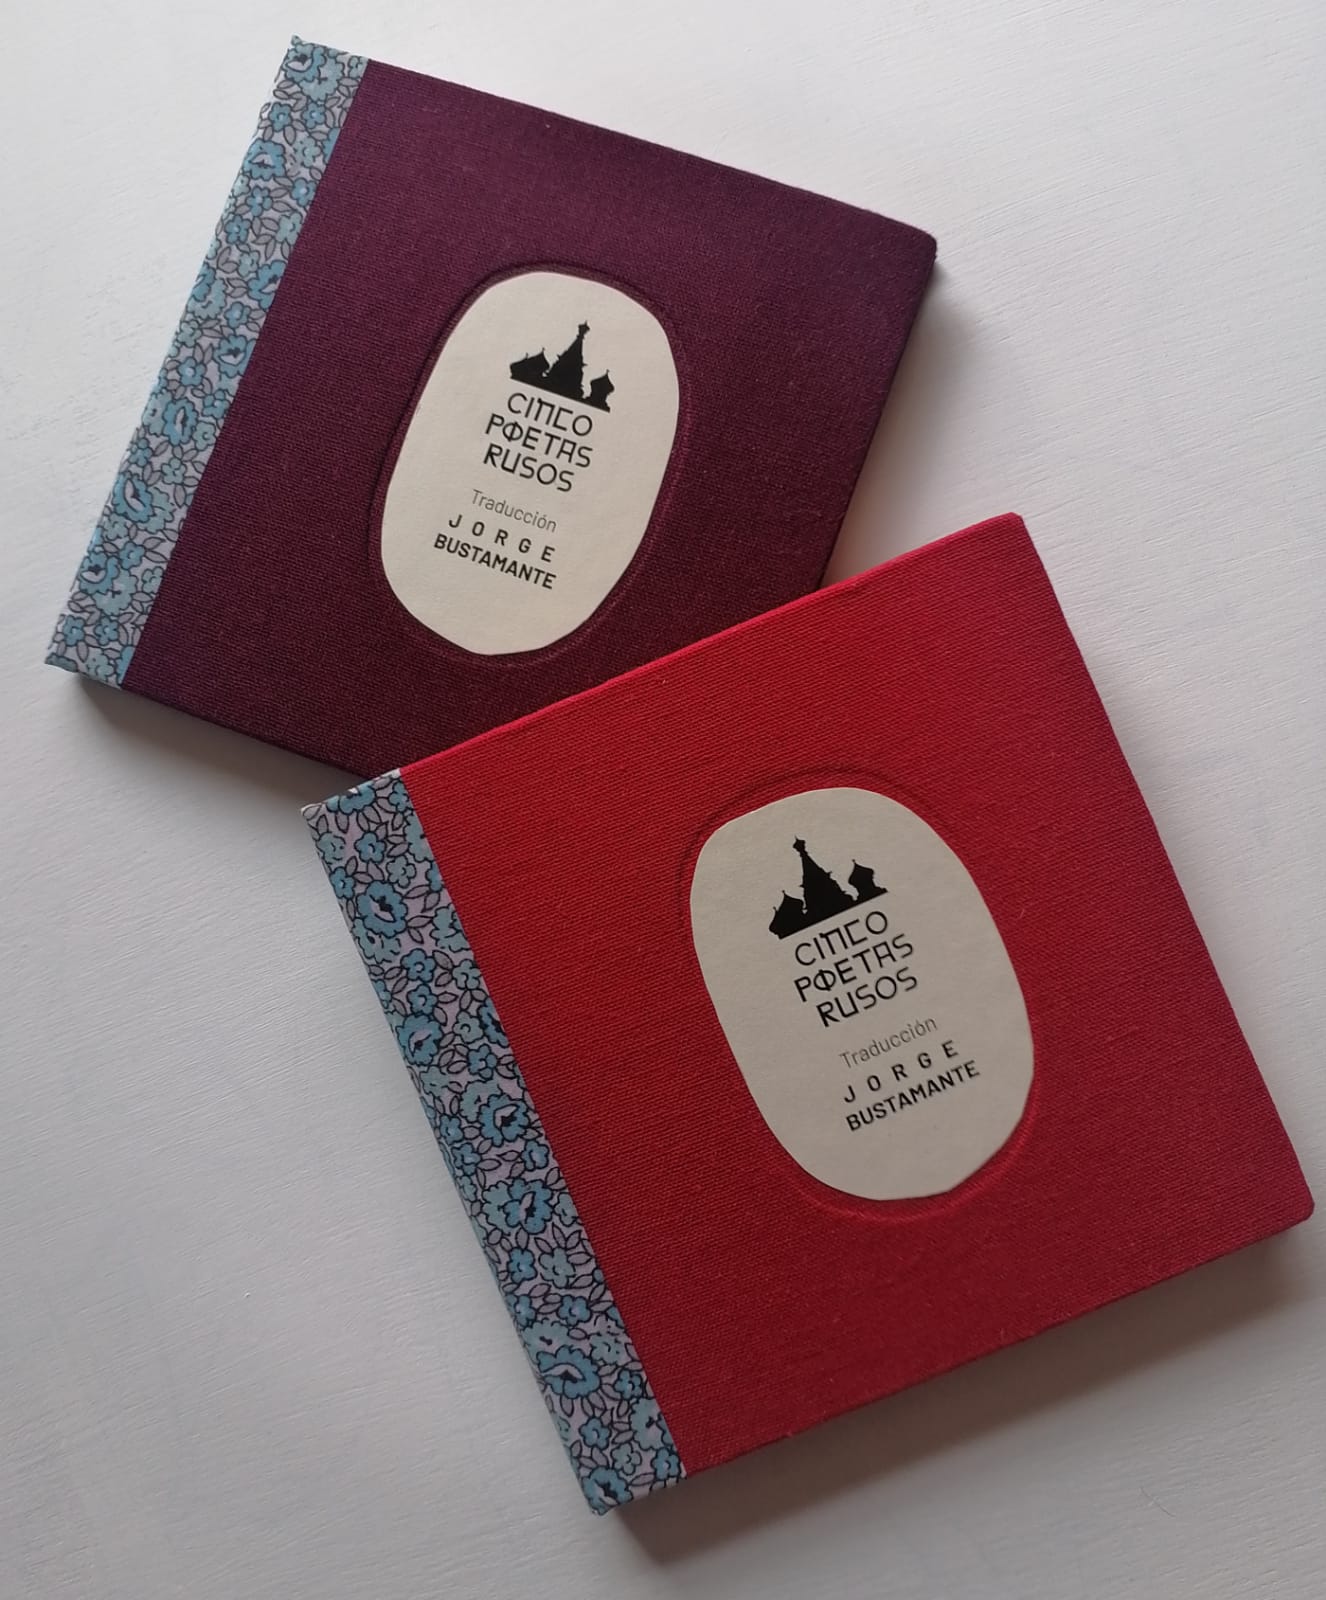 CINCO
POETAS
RUSOS
Traducción
JORGE
BUSTAMANTE
CINCO
POETAS
RUSOS
Traducción
JORGE
BUSTAMANTE